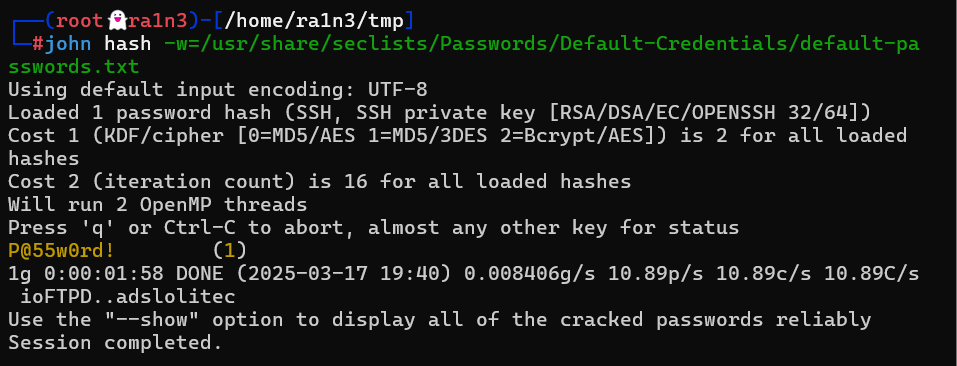 ┌──(root👻ra1n3)-[/home/ra1n3/tmp]
└─#john hash -w=/usr/share/seclists/Passwords/Default-Credentials/default-pa
sswords.txt
Using default input encoding: UTF-8
Loaded 1 password hash (SSH, SSH private key [RSA/DSA/EC/OPENSSH 32/64])
Cost 1 (KDF/cipher [0=MD5/AES 1=MD5/3DES 2=Bcrypt/AES]) is 2 for all loaded
hashes
Cost 2 (iteration count) is 16 for all loaded hashes
Will run 2 OpenMP threads
Press 'q' or Ctrl-C to abort, almost any other key for status
P@55w0rd!        (1)
1g 0:00:01:58 DONE (2025-03-17 19:40) 0.008406g/s 10.89p/s 10.89c/s 10.89C/s
 ioFTPD..adslolitec
Use the "--show" option to display all of the cracked passwords reliably
Session completed.